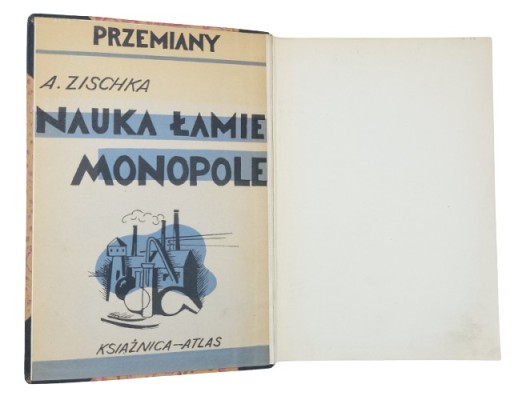 PRZEMIANY
A. ZISCHKA
NAUKA ŁAMIE
MONOPOLE
KSIĄŻNICA-ATLAS